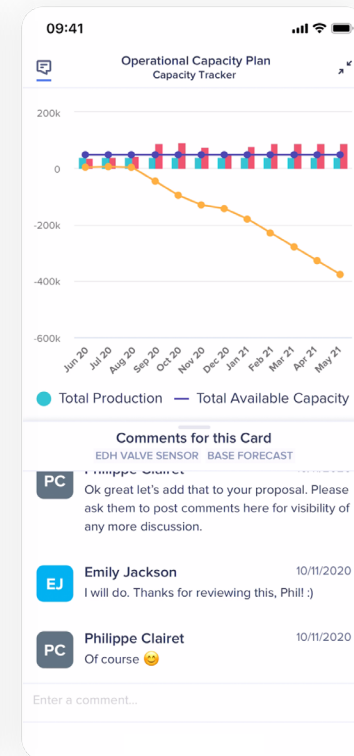 09:41
Operational Capacity Plan
Capacity Tracker
200k
0
-200k
-400k
-600k
Jun 20
Jul 20
Aug 20
Sep 20
Oct 20
Nov 20
Dec 20
Jan 21
Feb 21
Mar 21
Apr 21
May 21
Total Production
Total Available Capacity
Comments for this Card
EDH VALVE SENSOR BASE FORECAST
PC
Philippe Clairet
Ok great let's add that to your proposal. Please
ask them to post comments here for visibility of
any more discussion.
EJ
Emily Jackson
10/11/2020
I will do. Thanks for reviewing this, Phil! :)
PC
Philippe Clairet
10/11/2020
Of course 😊
Enter a comment...